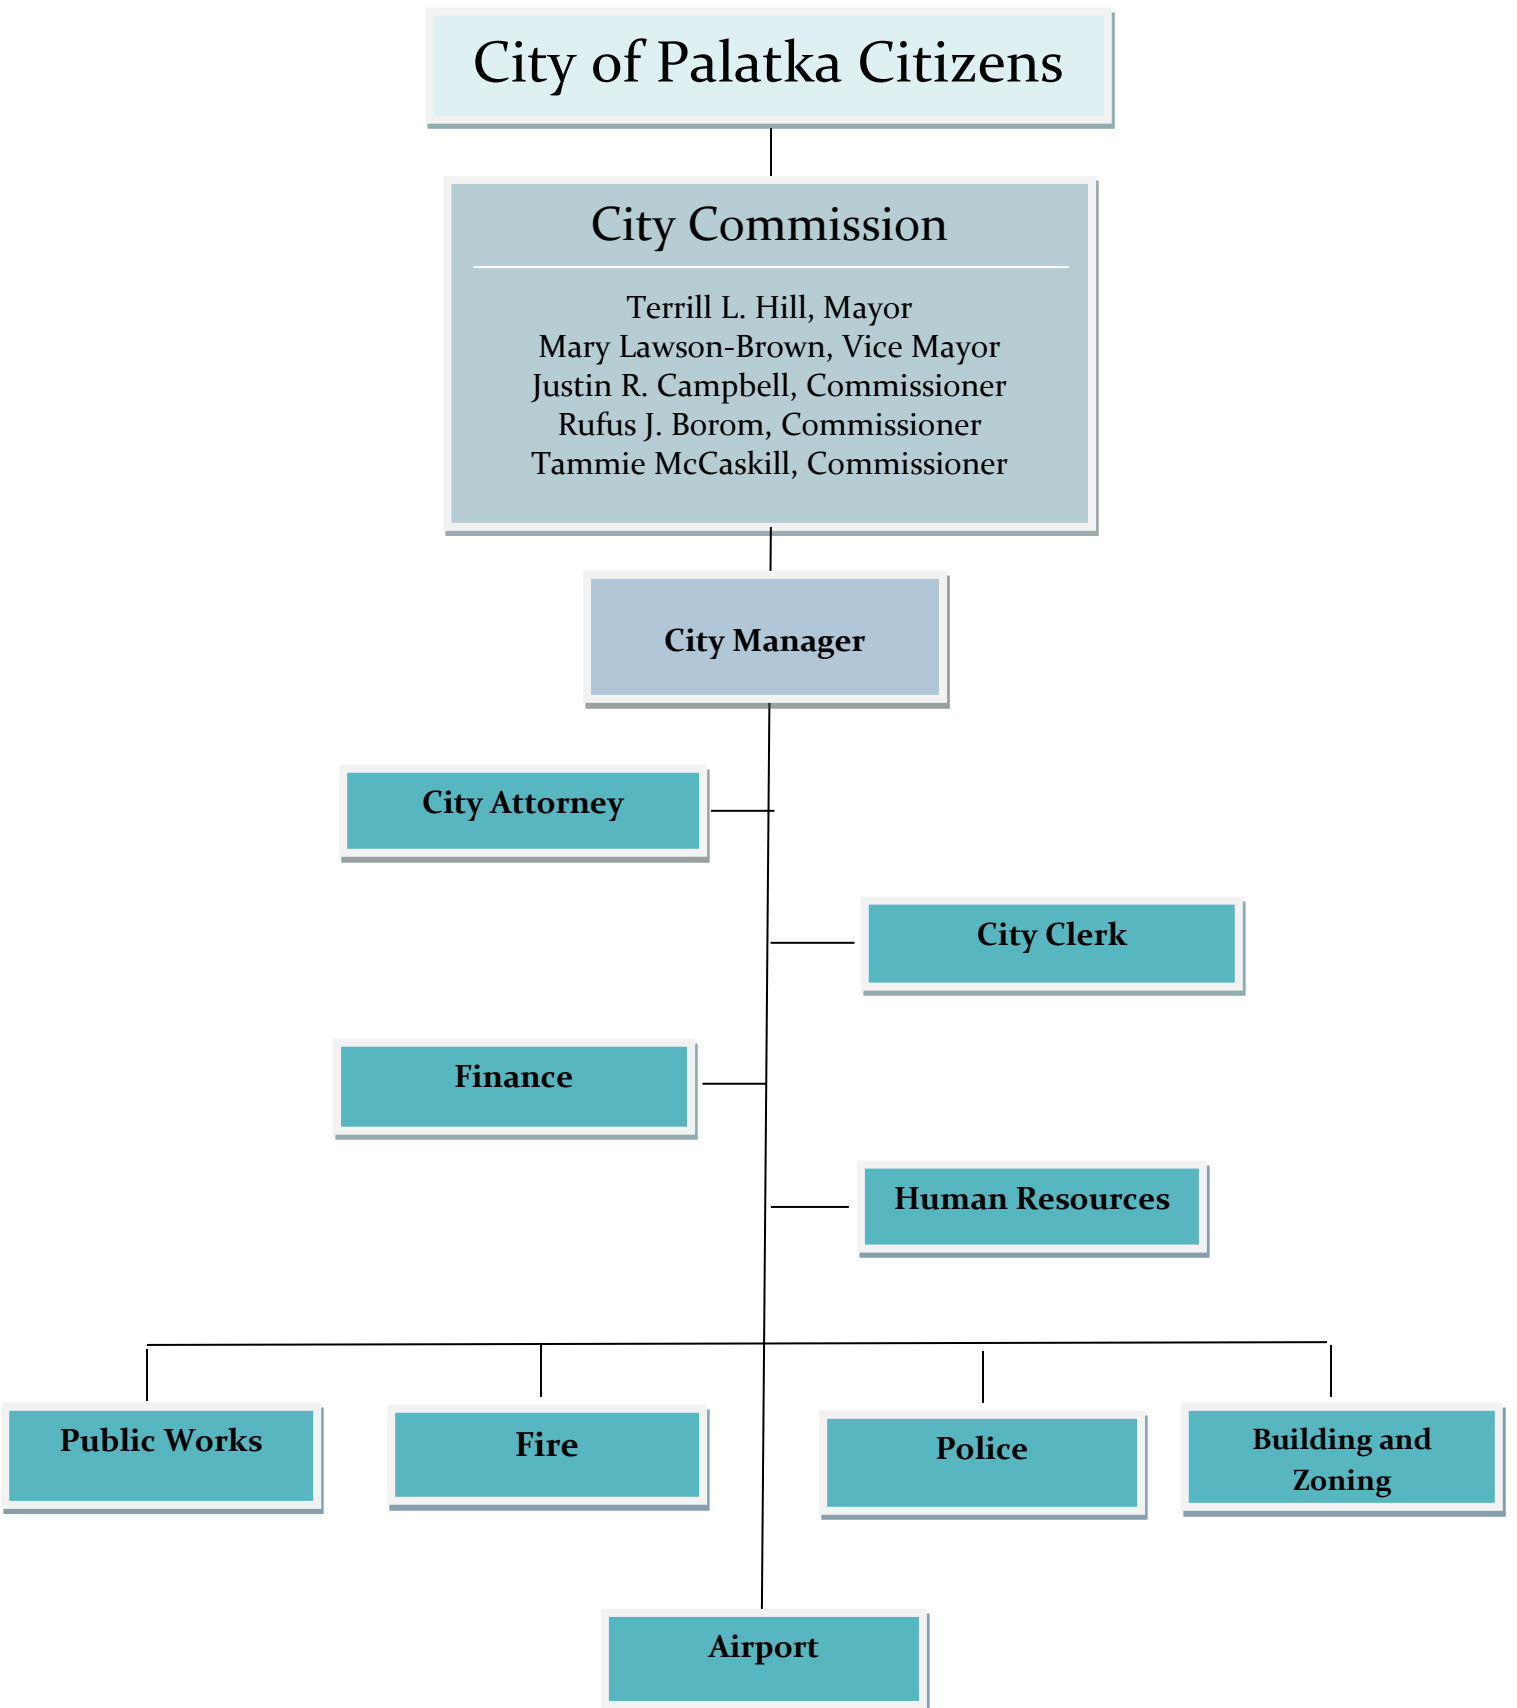 City of Palatka Citizens
City Commission
Terrill L. Hill, Mayor
Mary Lawson-Brown, Vice Mayor
Justin R. Campbell, Commissioner
Rufus J. Borom, Commissioner
Tammie McCaskill, Commissioner
City Manager
City Attorney
City Clerk
Finance
Human Resources
Public Works
Fire
Police
Building and
Zoning
Airport